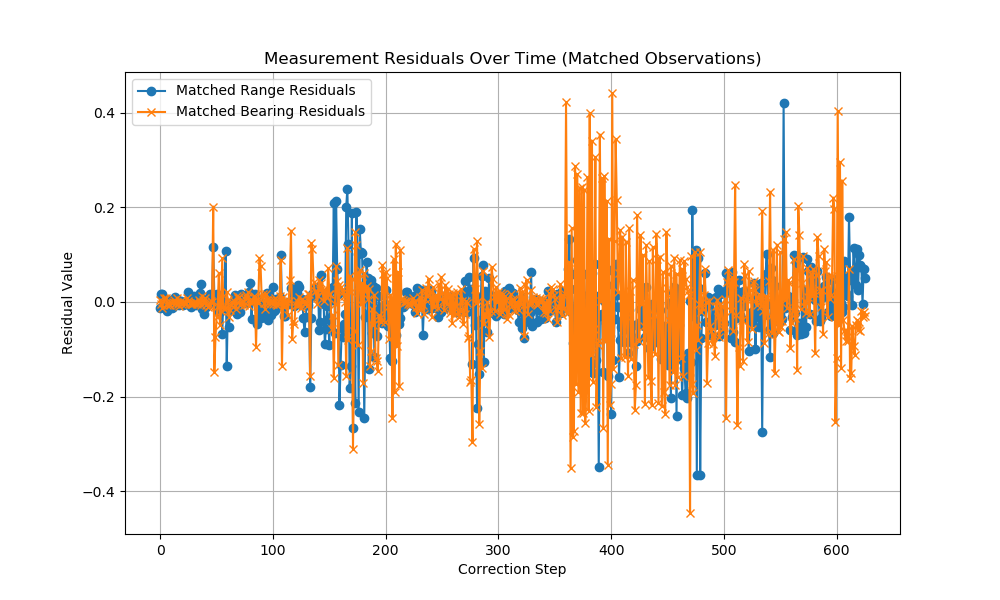 Measurement Residuals Over Time (Matched Observations)
Matched Range Residuals
Matched Bearing Residuals
Residual Value
0.4
0.2
0.0
−0.2
−0.4
0 100 200 300 400 500 600
Correction Step